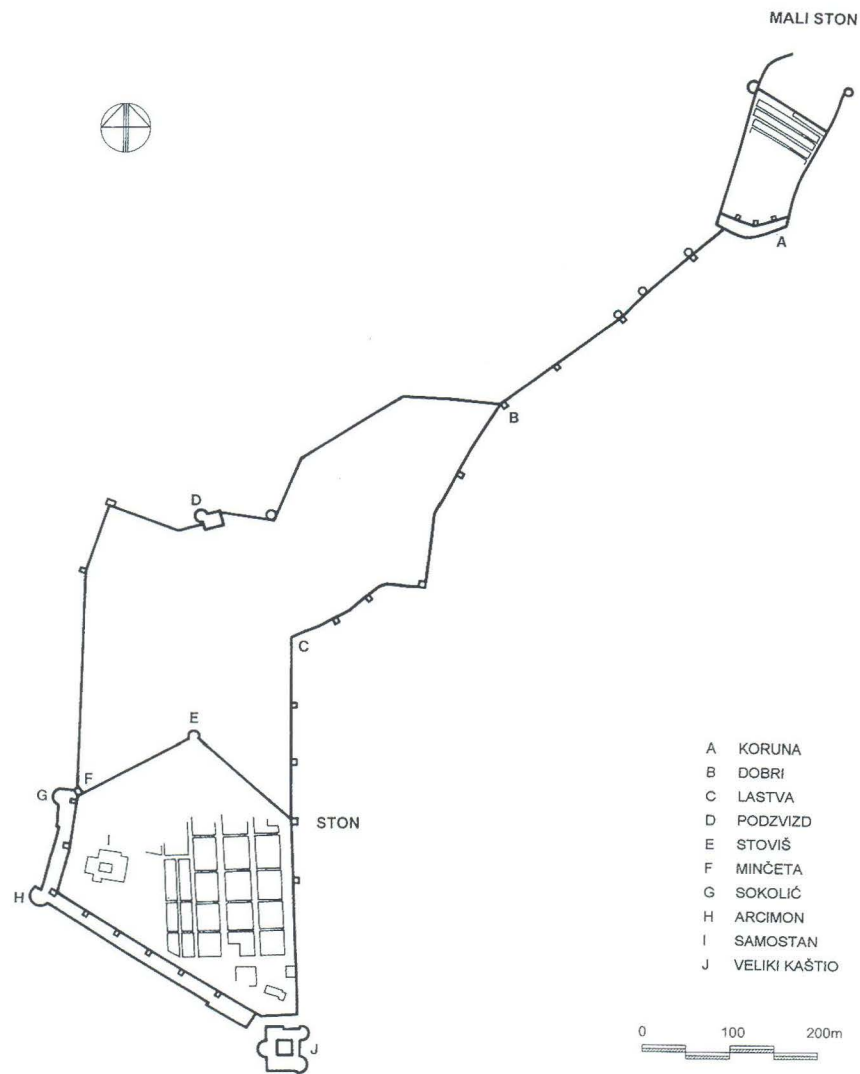 MALI STON
A
B
D
C
E
F
G
STON
I
H
J
A KORUNA
B DOBRI
C LASTVA
D PODZVIZD
E STOVIŠ
F MINČETA
G SOKOLIĆ
H ARCIMON
I SAMOSTAN
J VELIKI KAŠTIO
0 100 200m